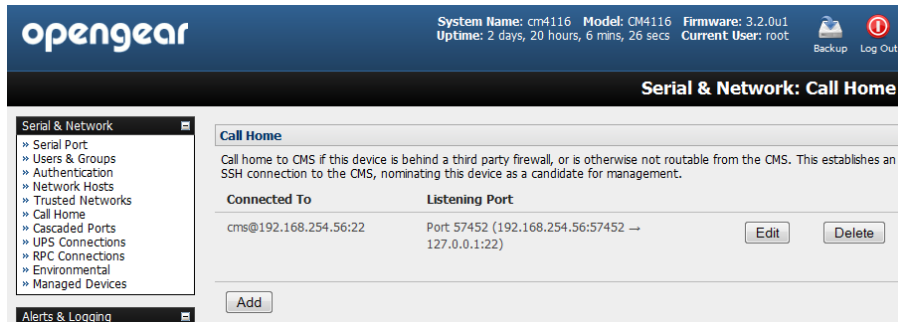 opengear
System Name: cm4116 Model: CM4116 Firmware: 3.2.0u1
Uptime: 2 days, 20 hours, 6 mins, 26 secs Current User: root
Backup Log Out
Serial & Network: Call Home
Serial & Network
» Serial Port
» Users & Groups
» Authentication
» Network Hosts
» Trusted Networks
» Call Home
» Cascaded Ports
» UPS Connections
» RPC Connections
» Environmental
» Managed Devices
Alerts & Logging
Call Home
Call home to CMS if this device is behind a third party firewall, or is otherwise not routable from the CMS. This establishes an
SSH connection to the CMS, nominating this device as a candidate for management.
Connected To Listening Port
cms@192.168.254.56:22 Port 57452 (192.168.254.56:57452 → Edit Delete
127.0.0.1:22)
Add